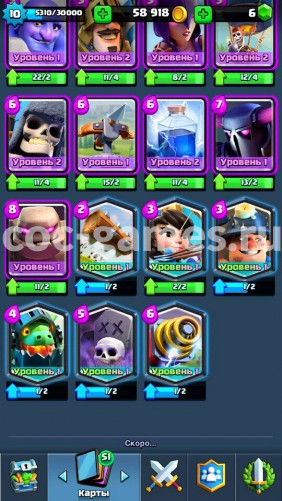 10 5310/30000 58 919 6
Уровень 1 Уровень 2
22/2 11/4 8/2 12/4
6 6 6 7
Уровень 2 Уровень 1 Уровень 2 Уровень 1
11/4 15/2 11/4 13/2
8 2 3 3
Уровень 1 Уровень 1 Уровень 1 Уровень 1
cocigames.ru
11/2 1/2 2/2 1/2
4 5 6
Уровень 1 Уровень 1 Уровень 1
1/2 1/2 1/2
Скоро...
1 51
Карты